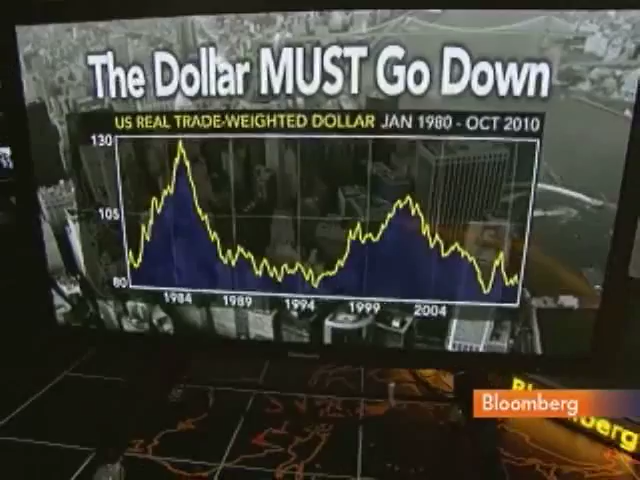 The Dollar MUST Go Down
US REAL TRADE-WEIGHTED DOLLAR JAN 1980 - OCT 2010
130
105
80
1984 1989 1994 1999 2004
Bloomberg